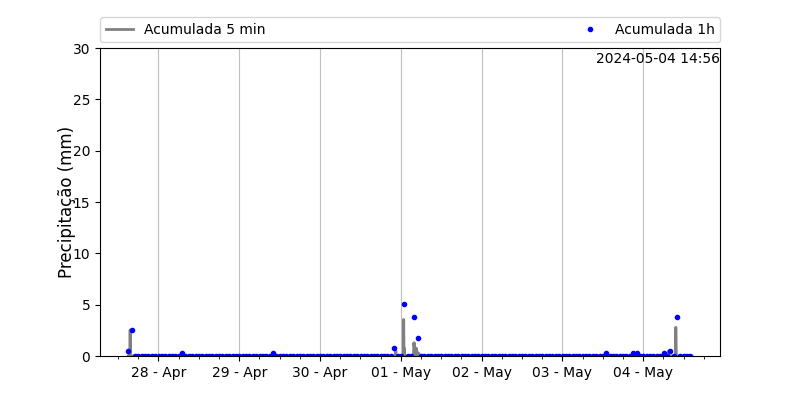 Acumulada 5 min
Acumulada 1h
2024-05-04 14:56
Precipitação (mm)
30
25
20
15
10
5
0
28 - Apr
29 - Apr
30 - Apr
01 - May
02 - May
03 - May
04 - May